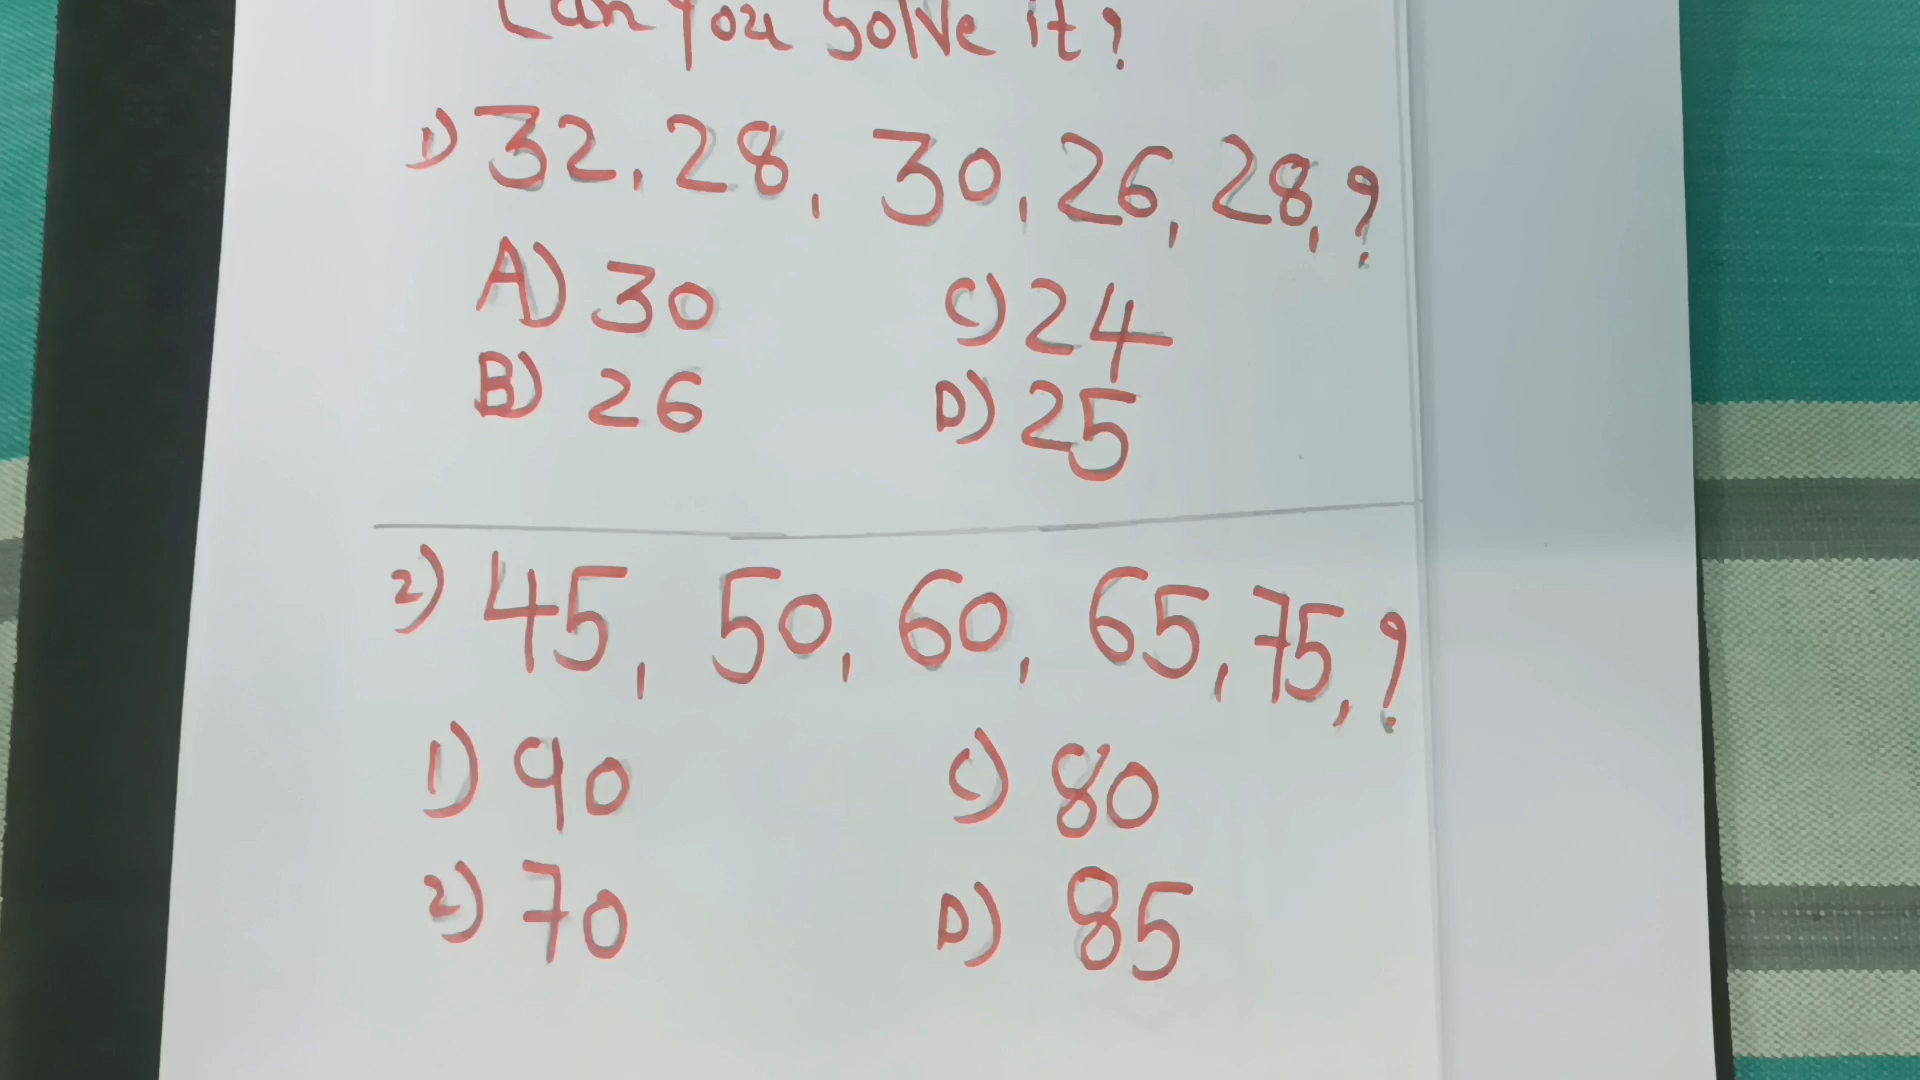 Can you Solve it?
1) 32, 28, 30, 26, 28, ?
A) 30 C) 24
B) 26 D) 25
2) 45, 50, 60, 65, 75, ?
1) 90 C) 80
2) 70 D) 85